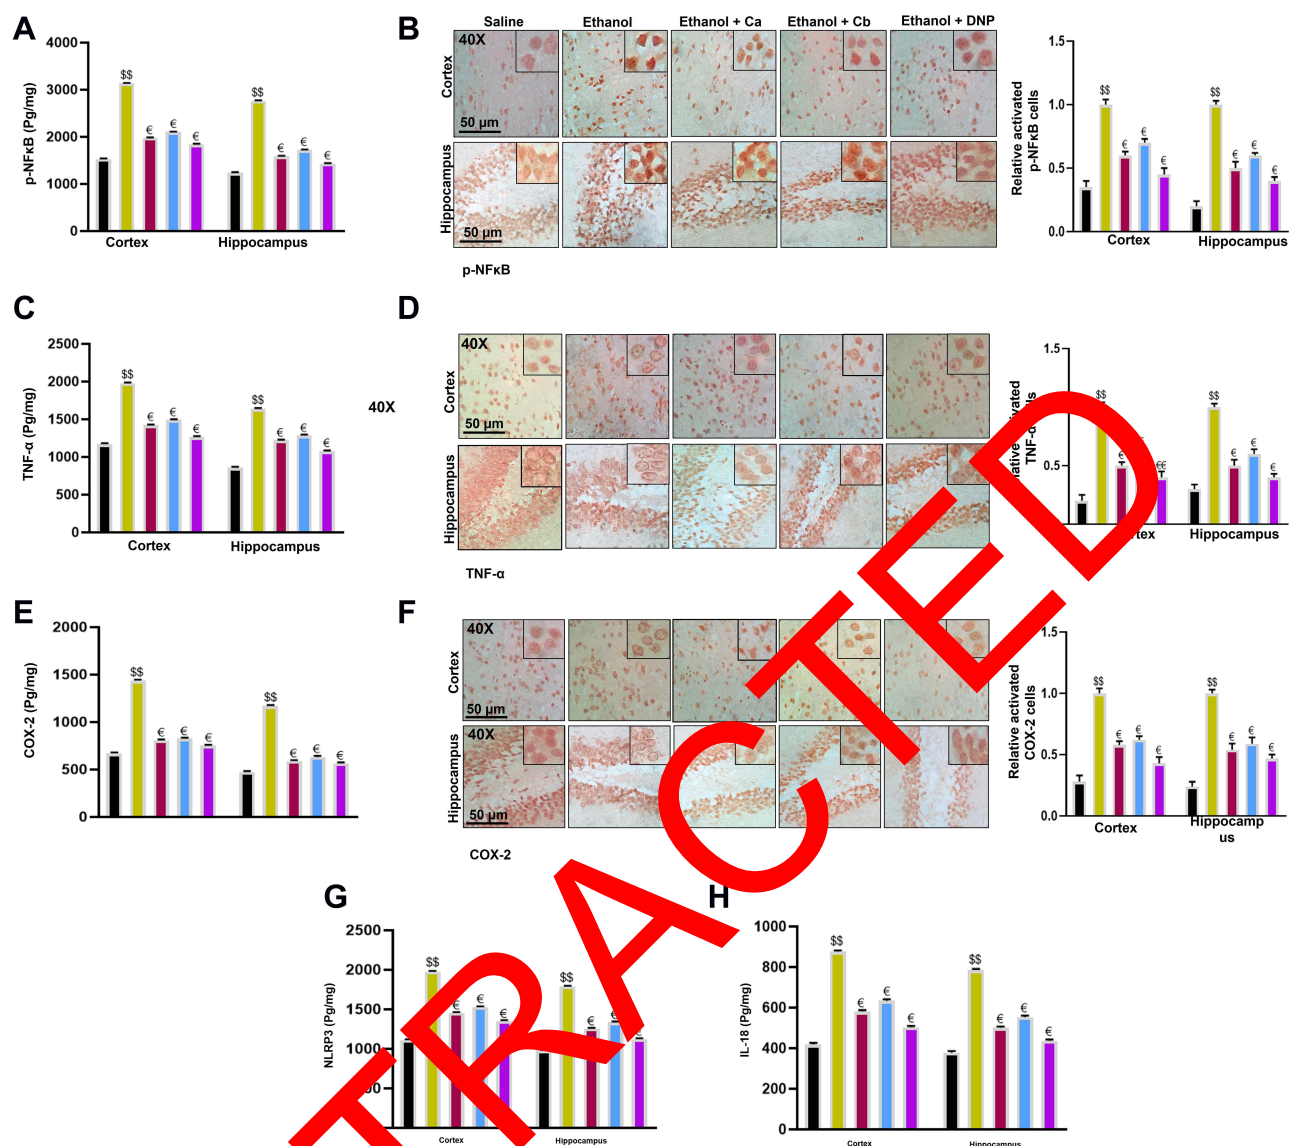 A
p-NFκB (Pg/mg)
4000
3000
2000
1000
0
$$
€
€
€
$$
€
€
€
Cortex
Hippocampus
B
Saline
Ethanol
Ethanol + Ca
Ethanol + Cb
Ethanol + DNP
40X
Cortex
50 µm
Hippocampus
50 µm
p-NFκB
Relative activated
p-NFκB cells
1.5
1.0
0.5
0.0
$$
€
€
€
$$
€
€
€
Cortex
Hippocampus
C
TNF-α (Pg/mg)
2500
2000
1500
1000
500
0
$$
€
€
€
$$
€
€
€
Cortex
Hippocampus
40X
D
40X
Cortex
50 µm
Hippocampus
50 µm
TNF-α
1.5
0.5
$$
€
€€
$$
€
€
€
Hippocampus
E
COX-2 (Pg/mg)
2000
1500
1000
500
0
$$
€
€
€
$$
€
€
€
F
40X
Cortex
50 µm
40X
Hippocampus
50 µm
COX-2
Relative activated
COX-2 cells
1.5
1.0
0.5
0.0
$$
€
€
€
$$
€
€
€
Cortex
Hippocamp
us
G
NLRP3 (Pg/mg)
2500
2000
1500
1000
$$
€
€
€
$$
€
€
Cortex
Hippocampus
H
IL-18 (Pg/mg)
1000
800
600
400
200
0
$$
€
€
€
$$
€
€
€
Cortex
Hippocampus
TRACTED